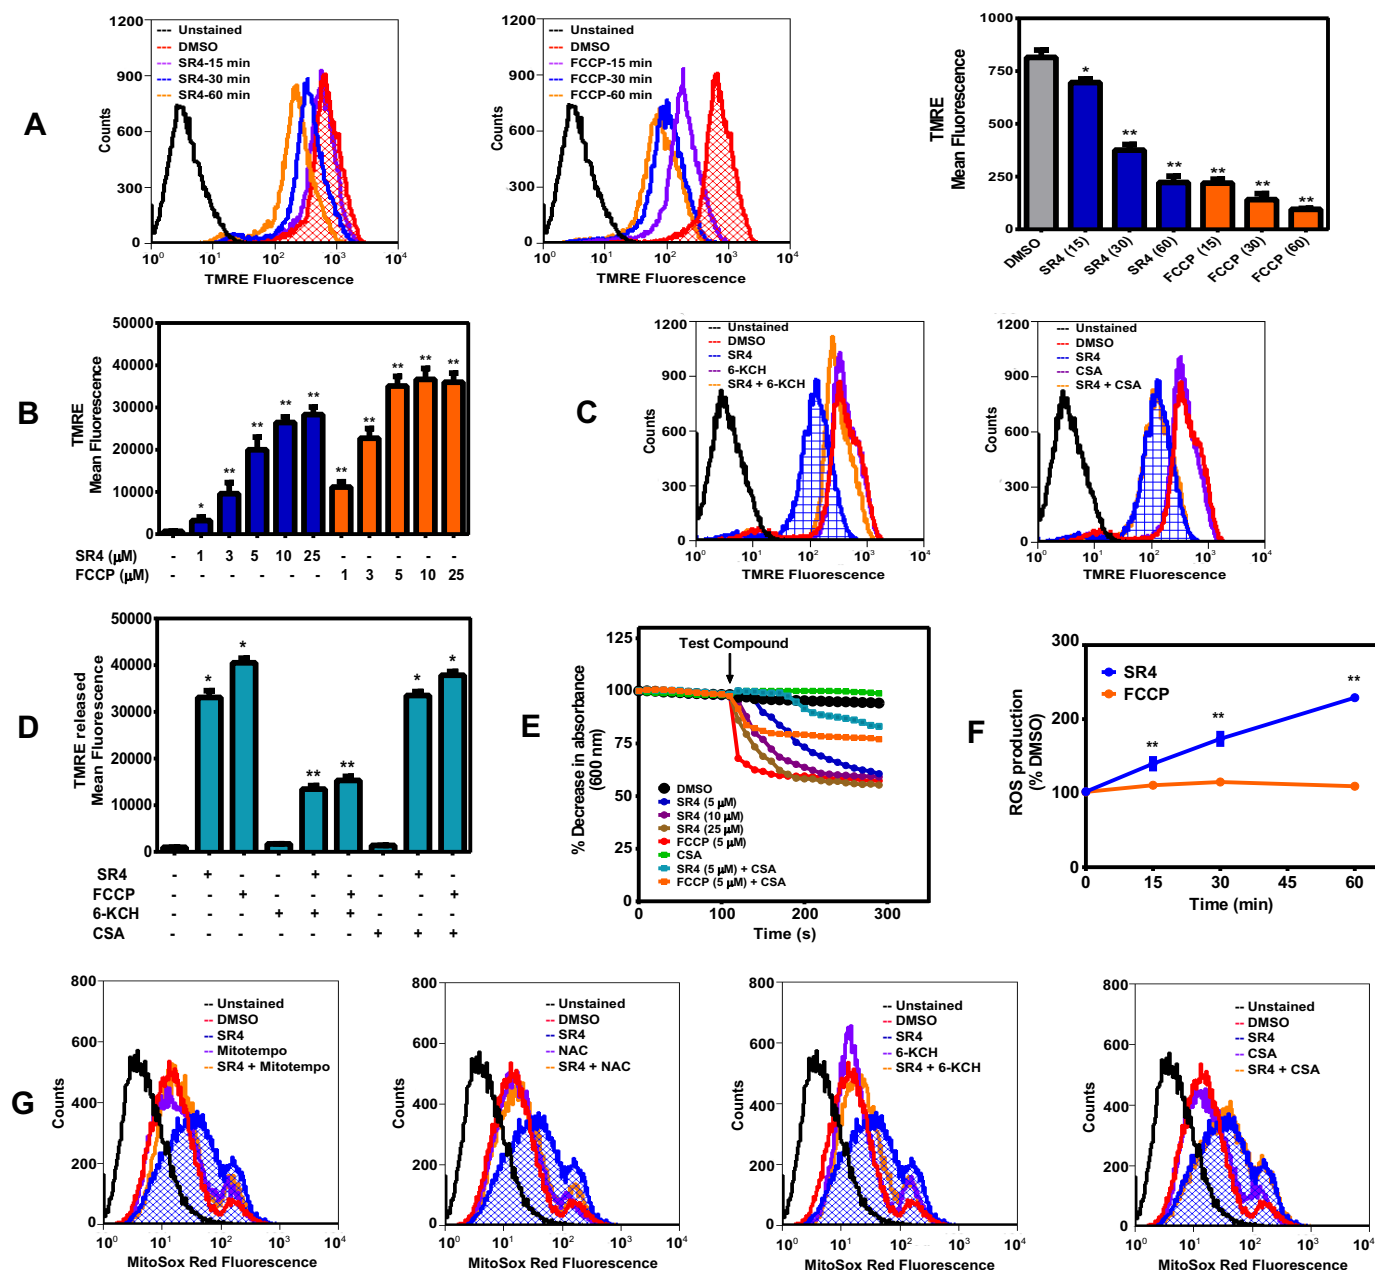 A
1200
900
600
300
0
Counts
--- Unstained
--- DMSO
--- SR4-15 min
--- SR4-30 min
--- SR4-60 min
10⁰ 10¹ 10² 10³ 10⁴
TMRE Fluorescence
1200
900
600
300
0
Counts
--- Unstained
--- DMSO
--- FCCP-15 min
--- FCCP-30 min
--- FCCP-60 min
10⁰ 10¹ 10² 10³ 10⁴
TMRE Fluorescence
1000
750
500
250
0
TMRE
Mean Fluorescence
* ** ** ** ** **
DMSO SR4 (15) SR4 (30) SR4 (60) FCCP (15) FCCP (30) FCCP (60)
B
50000
40000
30000
20000
10000
0
TMRE
Mean Fluorescence
* ** ** ** ** ** ** ** ** **
SR4 (µM) - 1 3 5 10 25 - - - - -
FCCP (µM) - - - - - - 1 3 5 10 25
C
1200
900
600
300
0
Counts
--- Unstained
--- DMSO
--- SR4
--- 6-KCH
--- SR4 + 6-KCH
10⁰ 10¹ 10² 10³ 10⁴
TMRE Fluorescence
1200
900
600
300
0
Counts
--- Unstained
--- DMSO
--- SR4
--- CSA
--- SR4 + CSA
10⁰ 10¹ 10² 10³ 10⁴
TMRE Fluorescence
D
50000
40000
30000
20000
10000
0
TMRE released
Mean Fluorescence
* * ** ** * *
SR4 - + - - + - - + -
FCCP - - + - - + - - +
6-KCH - - - + + + - - -
CSA - - - - - - + + +
E
125
100
75
50
25
0
% Decrease in absorbance
(600 nm)
Test Compound
DMSO
SR4 (5 µM)
SR4 (10 µM)
SR4 (25 µM)
FCCP (5 µM)
CSA
SR4 (5 µM) + CSA
FCCP (5 µM) + CSA
0 100 200 300
Time (s)
F
300
200
100
0
ROS production
(% DMSO)
SR4
FCCP
** ** **
0 15 30 45 60
Time (min)
G
800
600
400
200
0
Counts
-- Unstained
-- DMSO
-- SR4
-- Mitotempo
-- SR4 + Mitotempo
10⁰ 10¹ 10² 10³ 10⁴
MitoSox Red Fluorescence
800
600
400
200
0
Counts
-- Unstained
-- DMSO
-- SR4
-- NAC
-- SR4 + NAC
10⁰ 10¹ 10² 10³ 10⁴
MitoSox Red Fluorescence
800
600
400
200
0
Counts
-- Unstained
-- DMSO
-- SR4
-- 6-KCH
-- SR4 + 6-KCH
10⁰ 10¹ 10² 10³ 10⁴
MitoSox Red Fluorescence
800
600
400
200
0
Counts
-- Unstained
-- DMSO
-- SR4
-- CSA
-- SR4 + CSA
10⁰ 10¹ 10² 10³ 10⁴
MitoSox Red Fluorescence